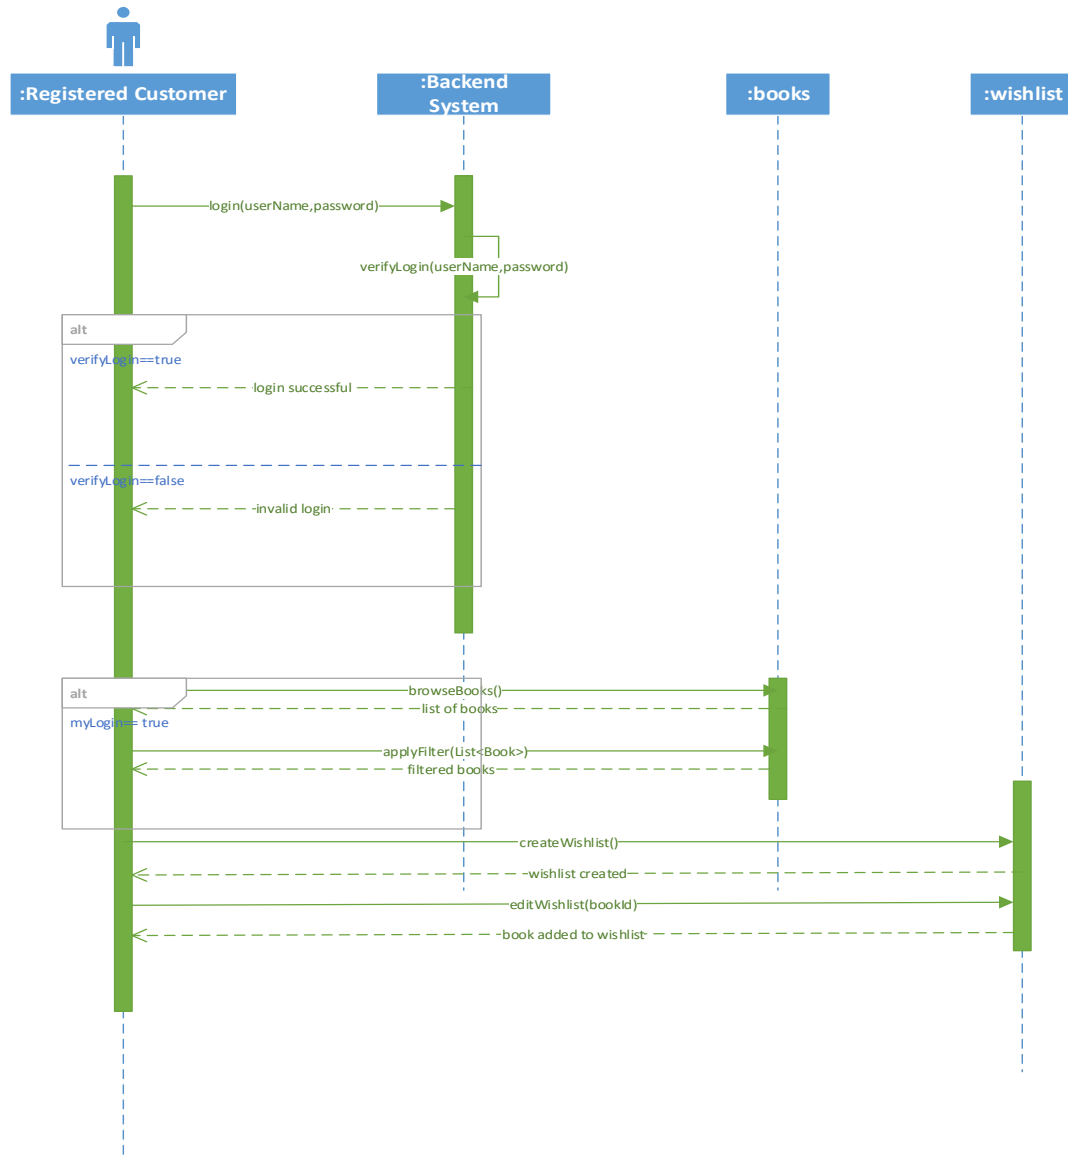 :Registered Customer
:Backend
System
:books
:wishlist
login(userName,password)
verifyLogin(userName,password)
alt
verifyLogin==true
login successful
verifyLogin==false
invalid login
alt
browseBooks()
list of books
myLogin== true
applyFilter(List<Book>)
filtered books
createWishlist()
wishlist created
editWishlist(bookId)
book added to wishlist